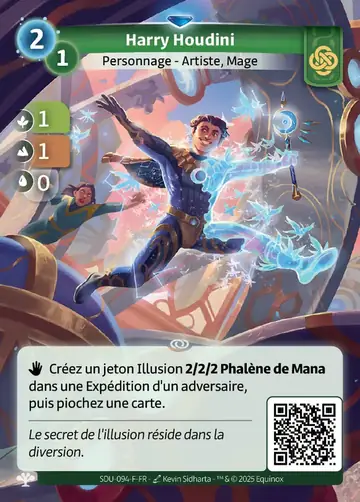 2
1
Harry Houdini
Personnage - Artiste, Mage
1
1
0
Créez un jeton Illusion 2/2/2 Phalène de Mana
dans une Expédition d'un adversaire,
puis piochez une carte.
Le secret de l'illusion réside dans la
diversion.
SDU-094-F-FR - Kevin Sidharta - ™ & © 2025 Equinox